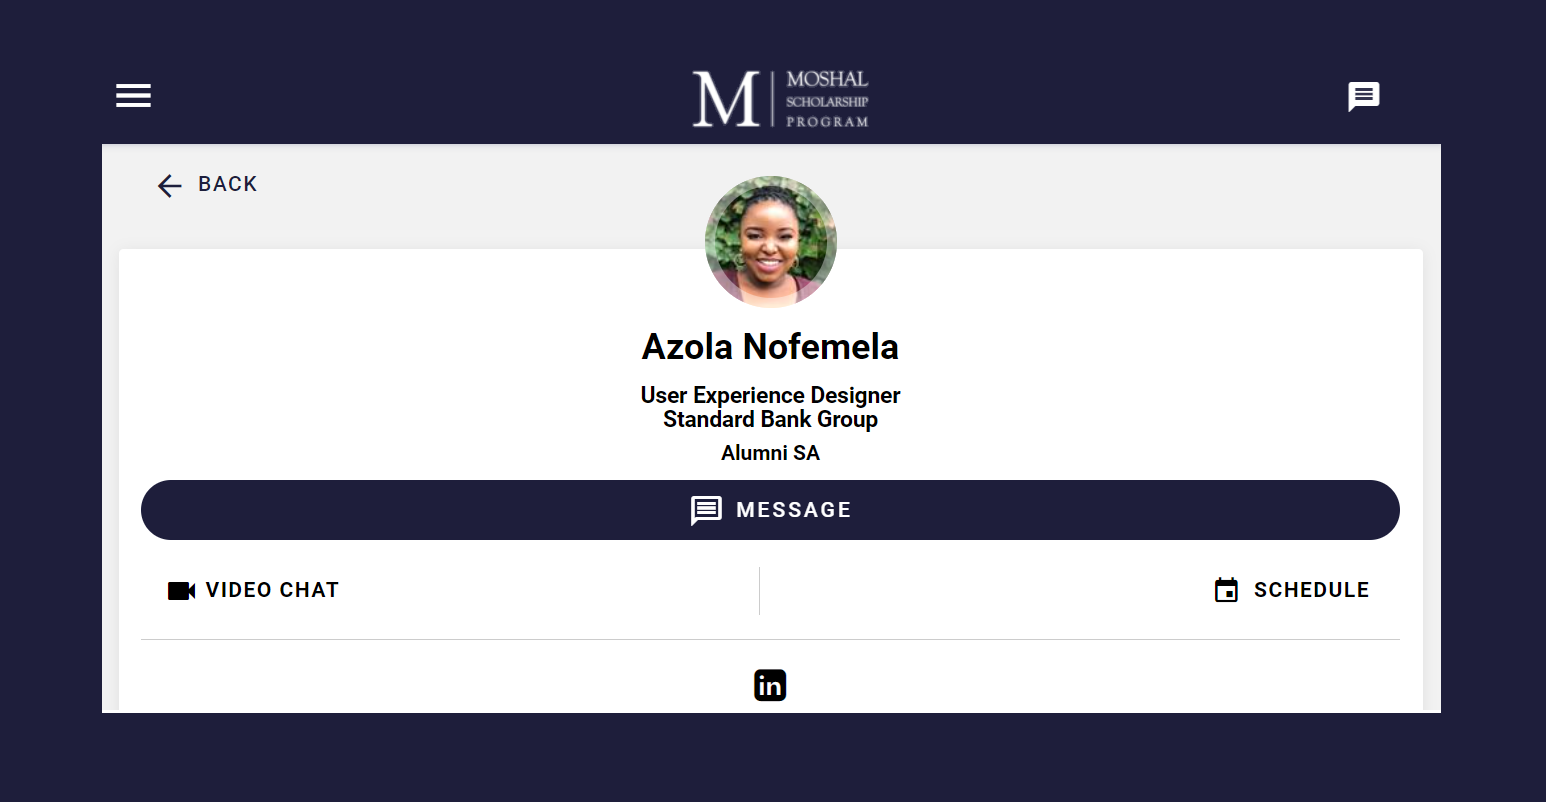 M
MOSHAL
SCHOLARSHIP
PROGRAM
BACK
Azola Nofemela
User Experience Designer
Standard Bank Group
Alumni SA
MESSAGE
VIDEO CHAT
SCHEDULE
in